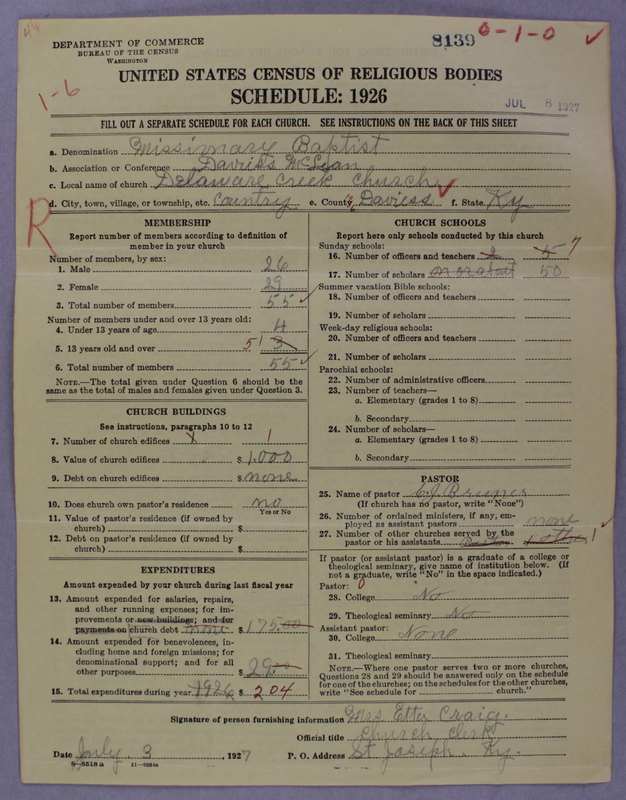 DEPARTMENT OF COMMERCE
BUREAU OF THE CENSUS
WASHINGTON
8139 0-1-0
1-6
UNITED STATES CENSUS OF RELIGIOUS BODIES
SCHEDULE: 1926
JUL 8 1927
FILL OUT A SEPARATE SCHEDULE FOR EACH CHURCH. SEE INSTRUCTIONS ON THE BACK OF THIS SHEET
a. Denomination Missionary Baptist
b. Association or Conference Daviess McLean
c. Local name of church Delaware Creek Church
d. City, town, village, or township, etc. Country e. County Daviess f. State Ky
R
MEMBERSHIP
Report number of members according to definition of
member in your church
Number of members, by sex:
1. Male 26
2. Female 29
3. Total number of members 55
Number of members under and over 13 years old:
4. Under 13 years of age 4
5. 13 years old and over 51
6. Total number of members 55
NOTE.—The total given under Question 6 should be the
same as the total of males and females given under Question 3.
CHURCH BUILDINGS
See instructions, paragraphs 10 to 12
7. Number of church edifices x 1
8. Value of church edifices $ 1,000
9. Debt on church edifices $ none
10. Does church own pastor's residence no
Yes or No
11. Value of pastor's residence (if owned by
church) $
12. Debt on pastor's residence (if owned by
church) $
EXPENDITURES
Amount expended by your church during last fiscal year
13. Amount expended for salaries, repairs,
and other running expenses; for im-
provements or new buildings; and for
payments on church debt none $ 175.00
14. Amount expended for benevolences, in-
cluding home and foreign missions; for
denominational support; and for all
other purposes $ 29.00
15. Total expenditures during year 1926 $ 204
CHURCH SCHOOLS
Report here only schools conducted by this church
Sunday schools:
16. Number of officers and teachers 2 5 7
17. Number of scholars 50
Summer vacation Bible schools:
18. Number of officers and teachers
19. Number of scholars
Week-day religious schools:
20. Number of officers and teachers
21. Number of scholars
Parochial schools:
22. Number of administrative officers
23. Number of teachers—
a. Elementary (grades 1 to 8)
b. Secondary
24. Number of scholars—
a. Elementary (grades 1 to 8)
b. Secondary
PASTOR
25. Name of pastor
(If church has no pastor, write "None")
26. Number of ordained ministers, if any, em-
ployed as assistant pastors none
27. Number of other churches served by the
pastor or his assistants 1
If pastor (or assistant pastor) is a graduate of a college or
theological seminary, give name of institution below. (If
not a graduate, write "No" in the space indicated.)
Pastor: 0
28. College No
29. Theological seminary No
Assistant pastor:
30. College None
31. Theological seminary
NOTE.—Where one pastor serves two or more churches,
Questions 28 and 29 should be answered only on the schedule
for one of the churches; on the schedules for the other churches,
write "See schedule for church."
Signature of person furnishing information Mrs. Etter Craig.
Official title Church Clerk
Date July 3, 1927 P. O. Address St Joseph. Ky.
9-5518 a